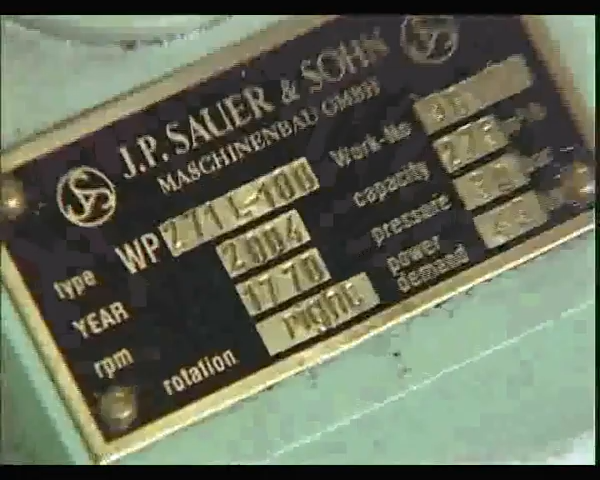 J.P. SAUER & SOHN
MASCHINENBAU GMBH
type WP 271 L-100
YEAR 2004
rpm 1770
rotation right
Work-No
capacity
pressure
power
demand